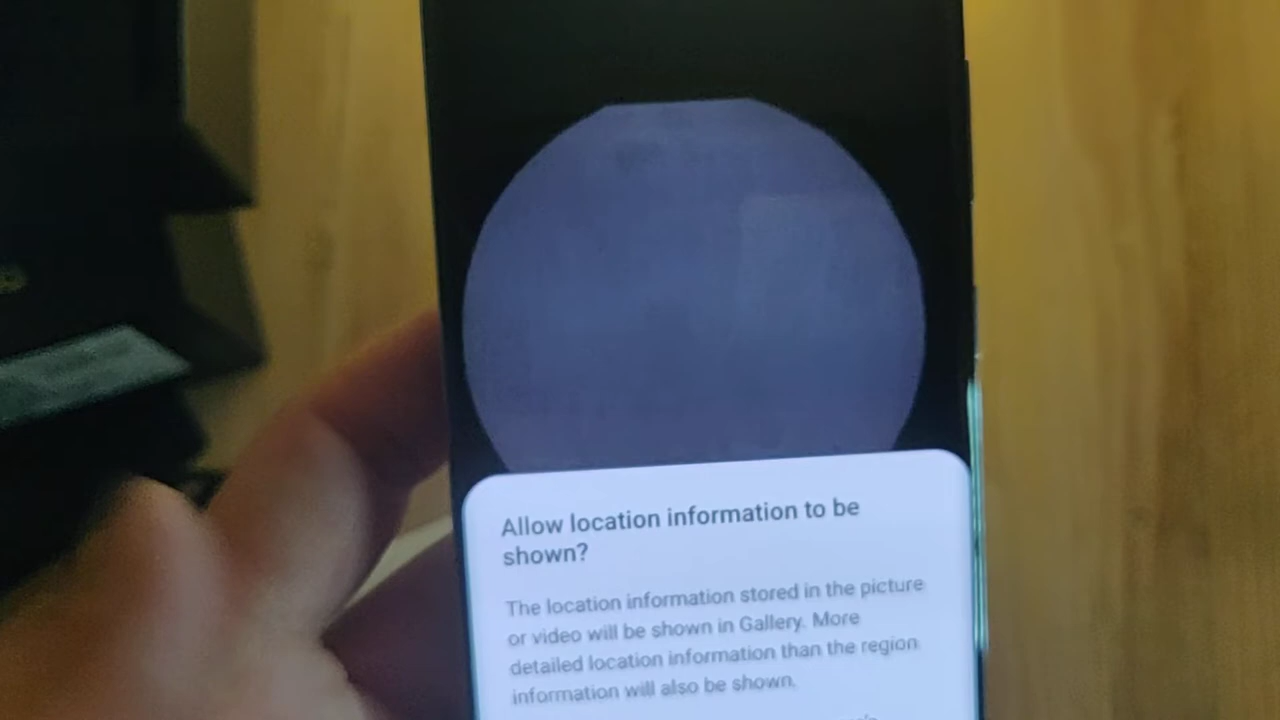 Allow location information to be
shown?
The location information stored in the picture
or video will be shown in Gallery. More
detailed location information than the region
information will also be shown.